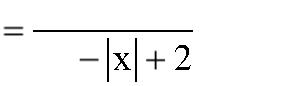 = ―――
−|x| + 2